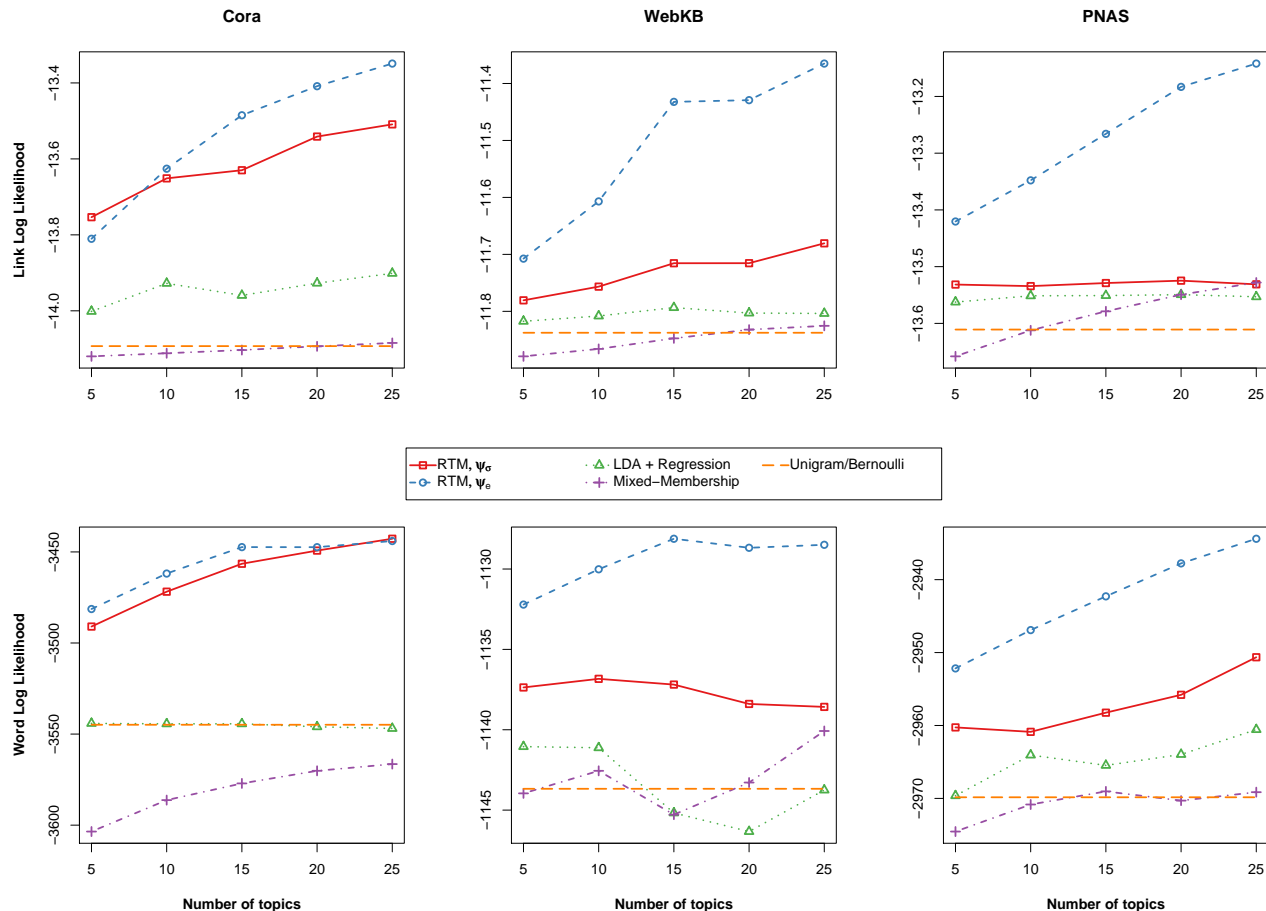 Cora
WebKB
PNAS
Link Log Likelihood
−13.4
−13.6
−13.8
−14.0
5 10 15 20 25
−11.4
−11.5
−11.6
−11.7
−11.8
5 10 15 20 25
−13.2
−13.3
−13.4
−13.5
−13.6
5 10 15 20 25
RTM, ψσ
LDA + Regression
Unigram/Bernoulli
RTM, ψe
Mixed−Membership
Word Log Likelihood
−3450
−3500
−3550
−3600
5 10 15 20 25
Number of topics
−1130
−1135
−1140
−1145
5 10 15 20 25
Number of topics
−2940
−2950
−2960
−2970
5 10 15 20 25
Number of topics